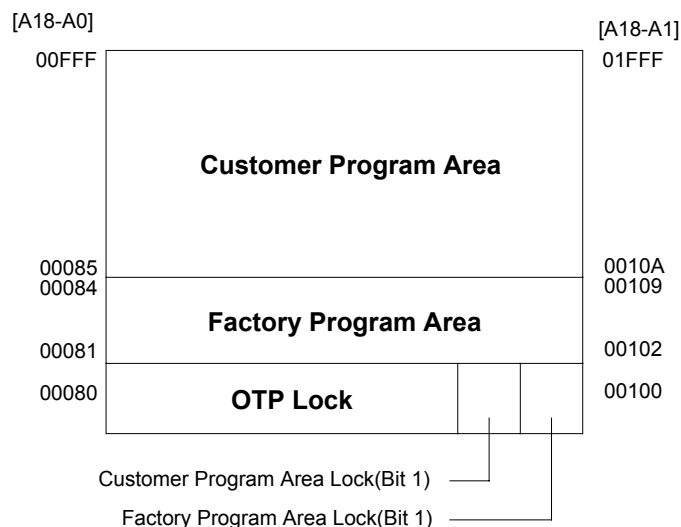 [A18-A0]
[A18-A1]
00FFF
01FFF
Customer Program Area
00085
0010A
00084
00109
Factory Program Area
00081
00102
00080
OTP Lock
00100
Customer Program Area Lock(Bit 1)
Factory Program Area Lock(Bit 1)